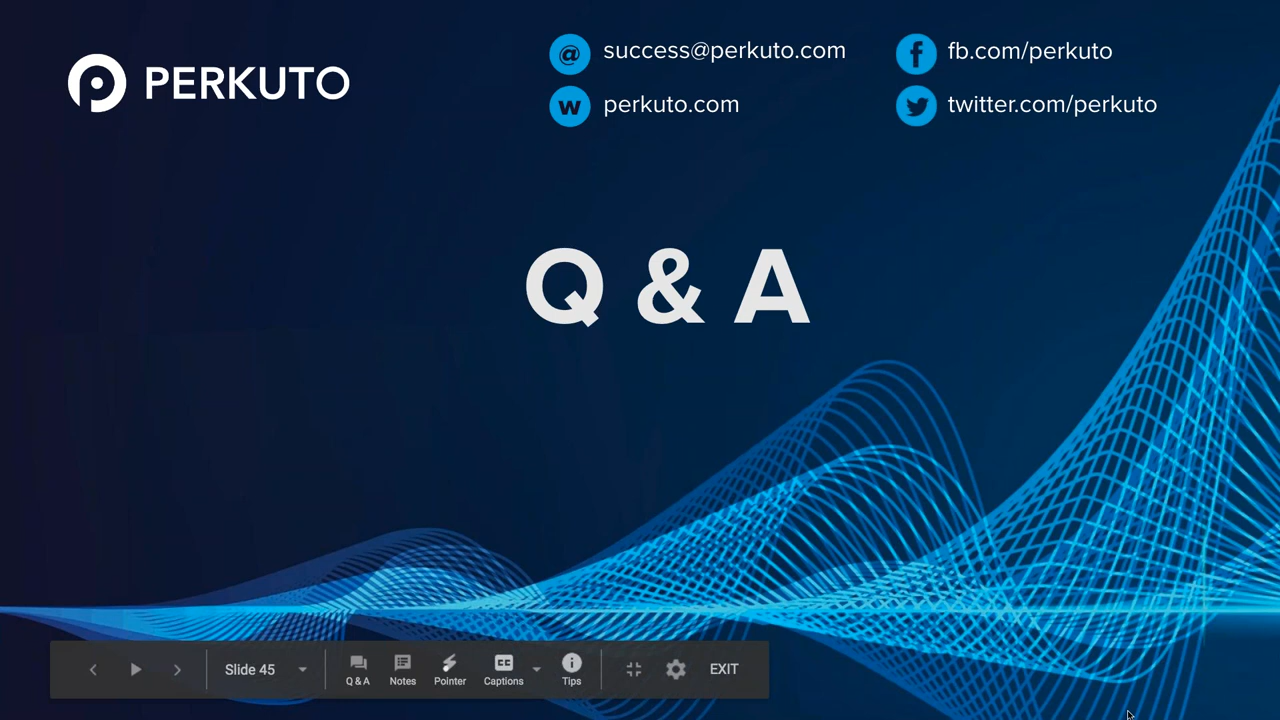 PERKUTO
success@perkuto.com
fb.com/perkuto
w perkuto.com
twitter.com/perkuto
Q & A
Slide 45
Q & A
Notes
Pointer
CC
Captions
Tips
EXIT